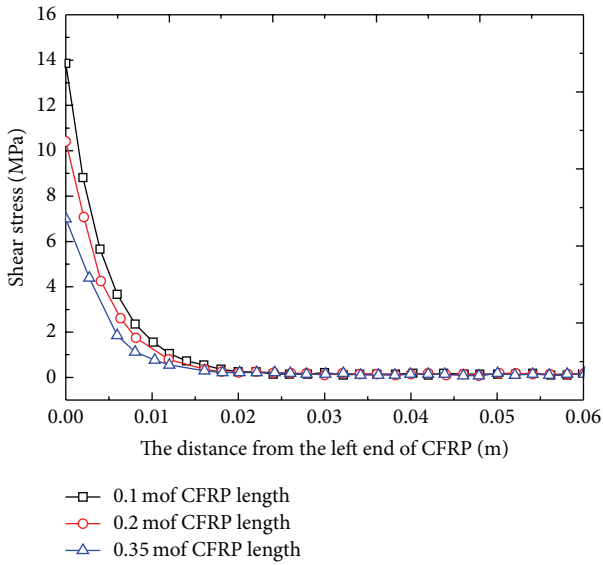 16
14
12
10
8
6
4
2
0
Shear stress (MPa)
0.00 0.01 0.02 0.03 0.04 0.05 0.06
The distance from the left end of CFRP (m)
0.1 mof CFRP length
0.2 mof CFRP length
0.35 mof CFRP length